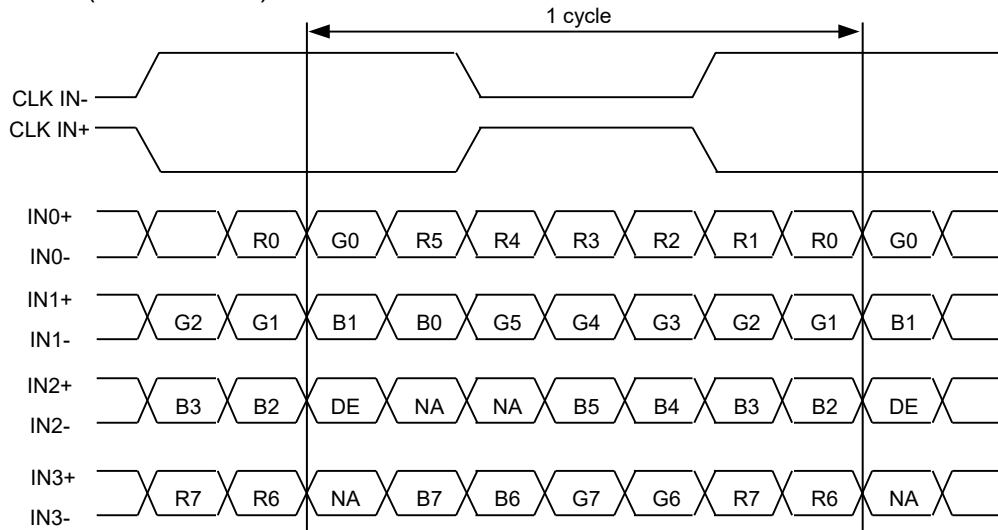 1 cycle
CLK IN-
CLK IN+
IN0+
R0 G0 R5 R4 R3 R2 R1 R0 G0
IN0-
IN1+
G2 G1 B1 B0 G5 G4 G3 G2 G1 B1
IN1-
IN2+
B3 B2 DE NA NA B5 B4 B3 B2 DE
IN2-
IN3+
R7 R6 NA B7 B6 G7 G6 R7 R6 NA
IN3-